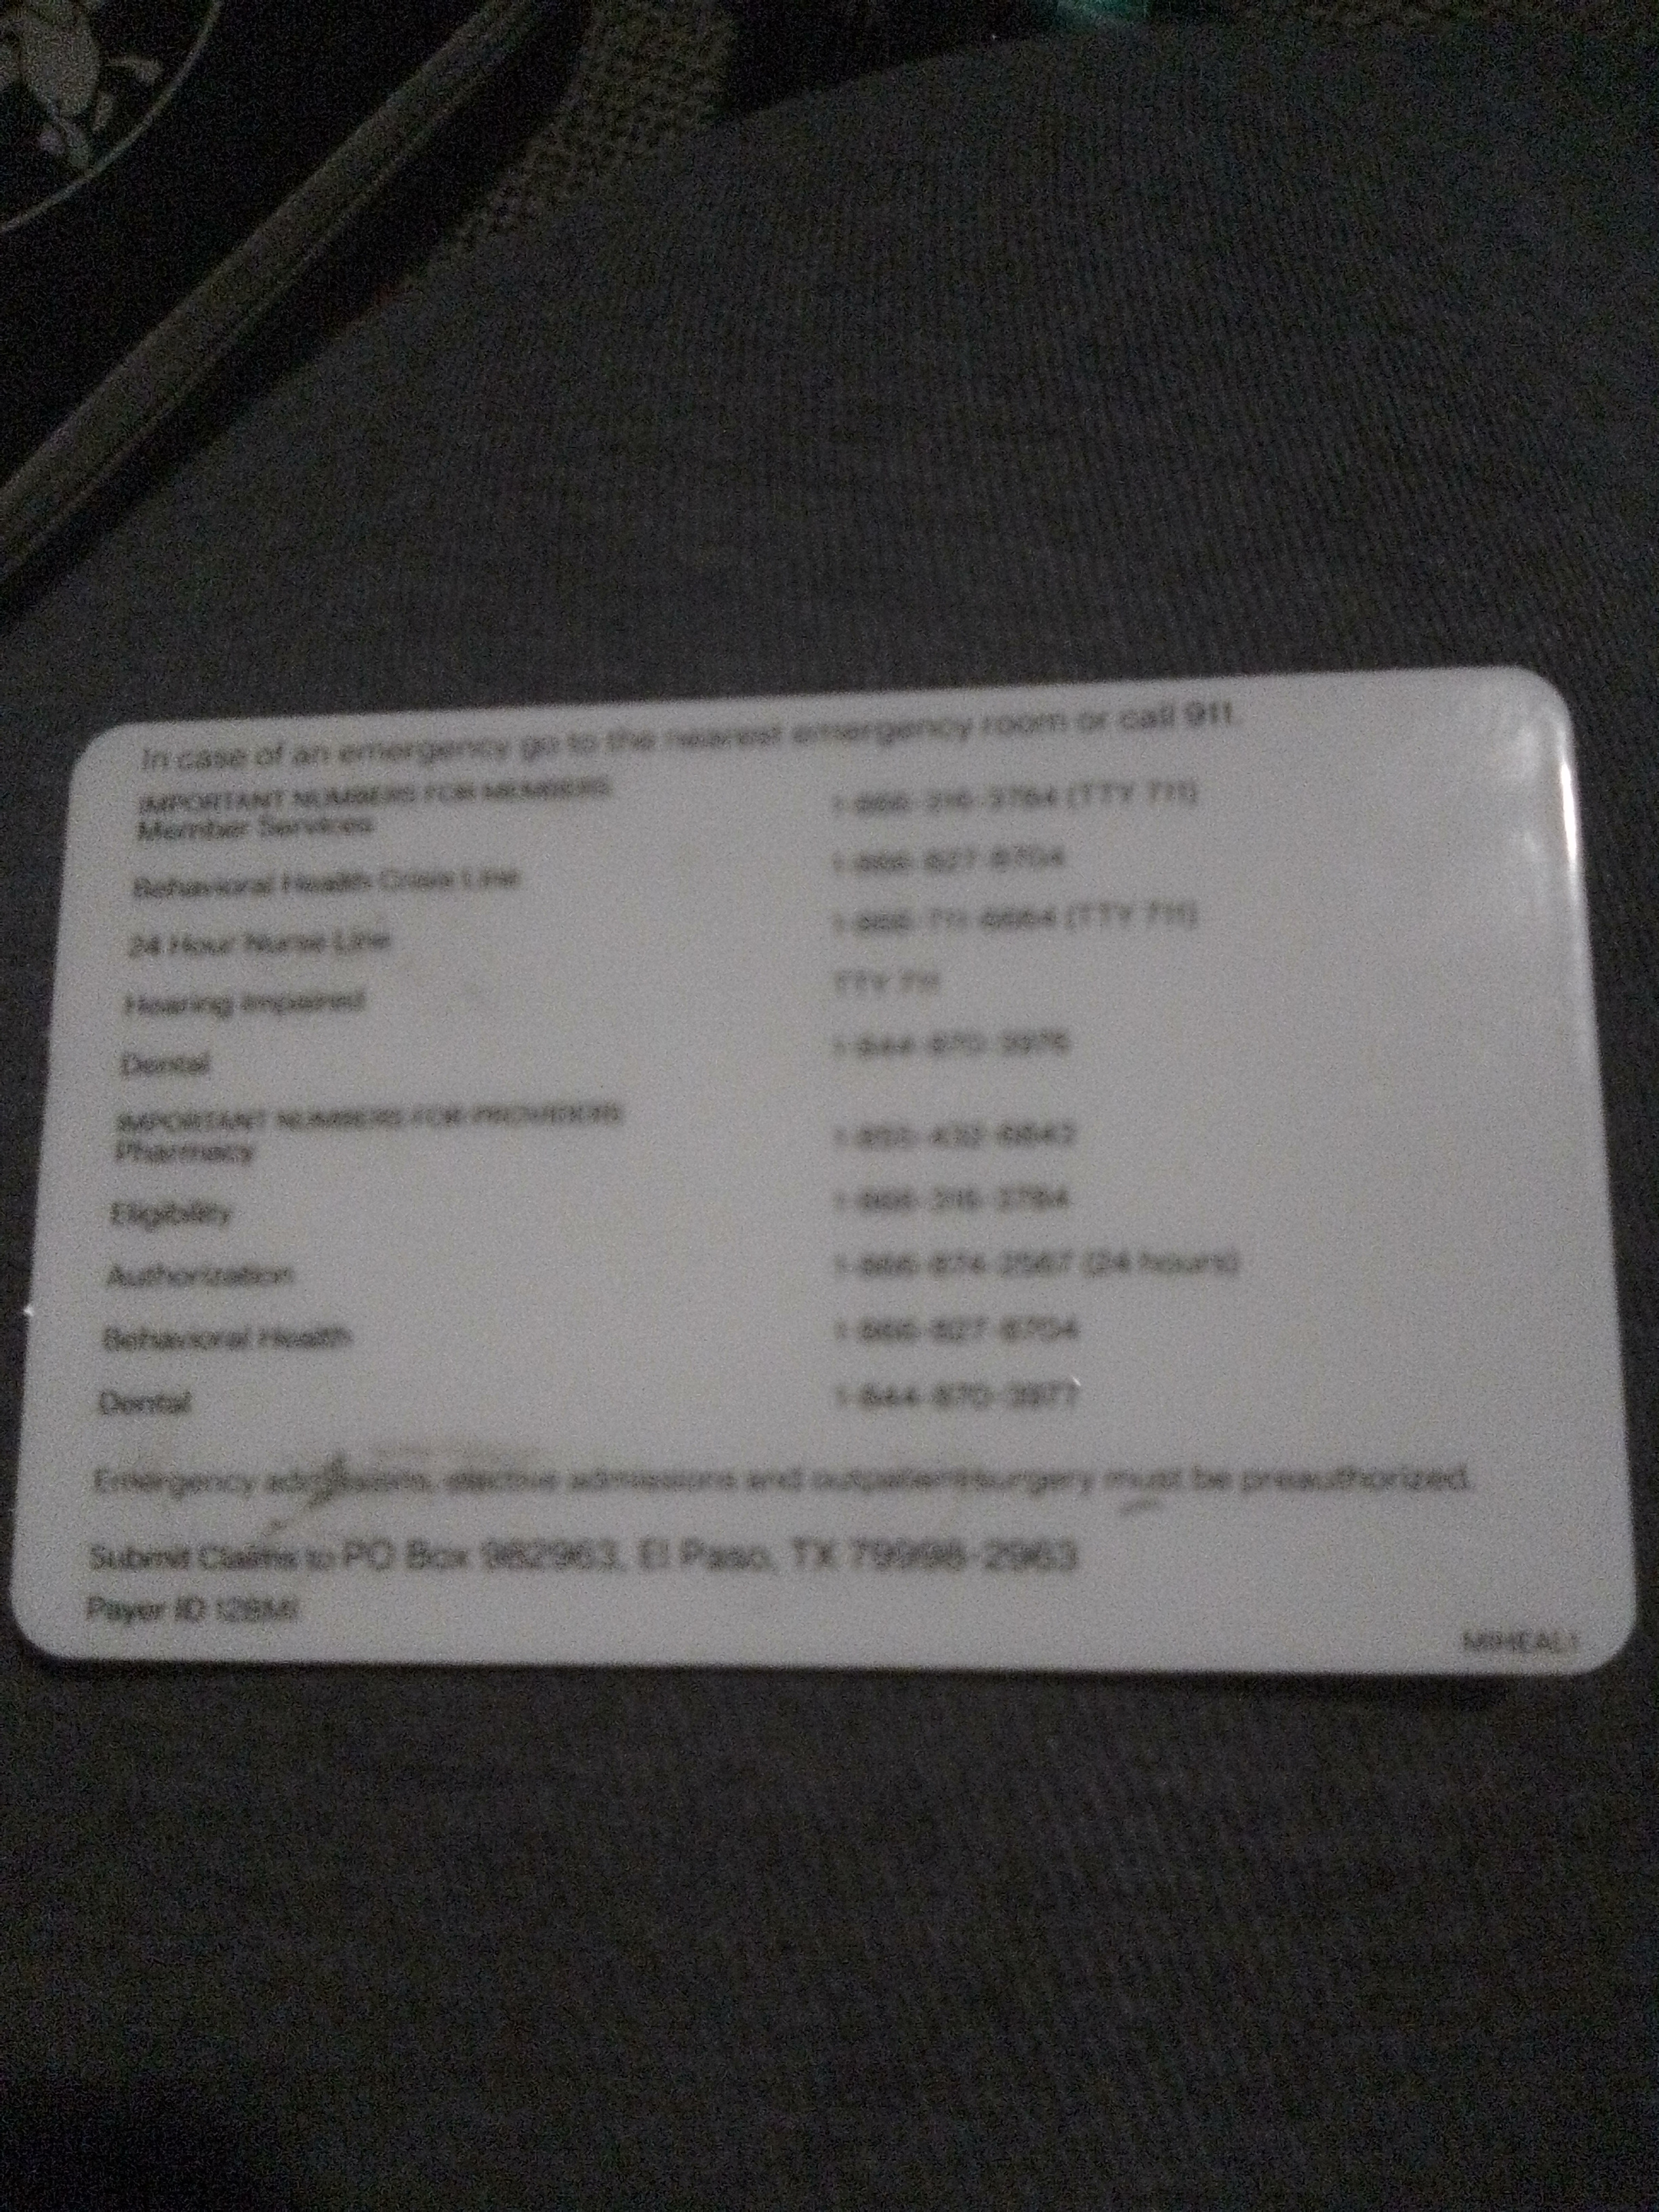 In case of an emergency go to the nearest emergency room or call 911.
IMPORTANT NUMBERS FOR MEMBERS
Member Services 1-866-316-3784 (TTY 711)
Behavioral Health Crisis Line 1-866-827-8704
24 Hour Nurse Line 1-866-711-6664 (TTY 711)
Hearing Impaired TTY 711
Dental 1-844-870-3976
IMPORTANT NUMBERS FOR PROVIDERS
Pharmacy 1-855-432-6843
Eligibility 1-866-316-3784
Authorization 1-866-874-2567 (24 hours)
Behavioral Health 1-866-827-8704
Dental 1-844-870-3977
Emergency admissions, elective admissions and outpatient surgery must be preauthorized.
Submit Claims to PO Box 982963, El Paso, TX 79998-2963
Payer ID 128MI
MIHEAL1